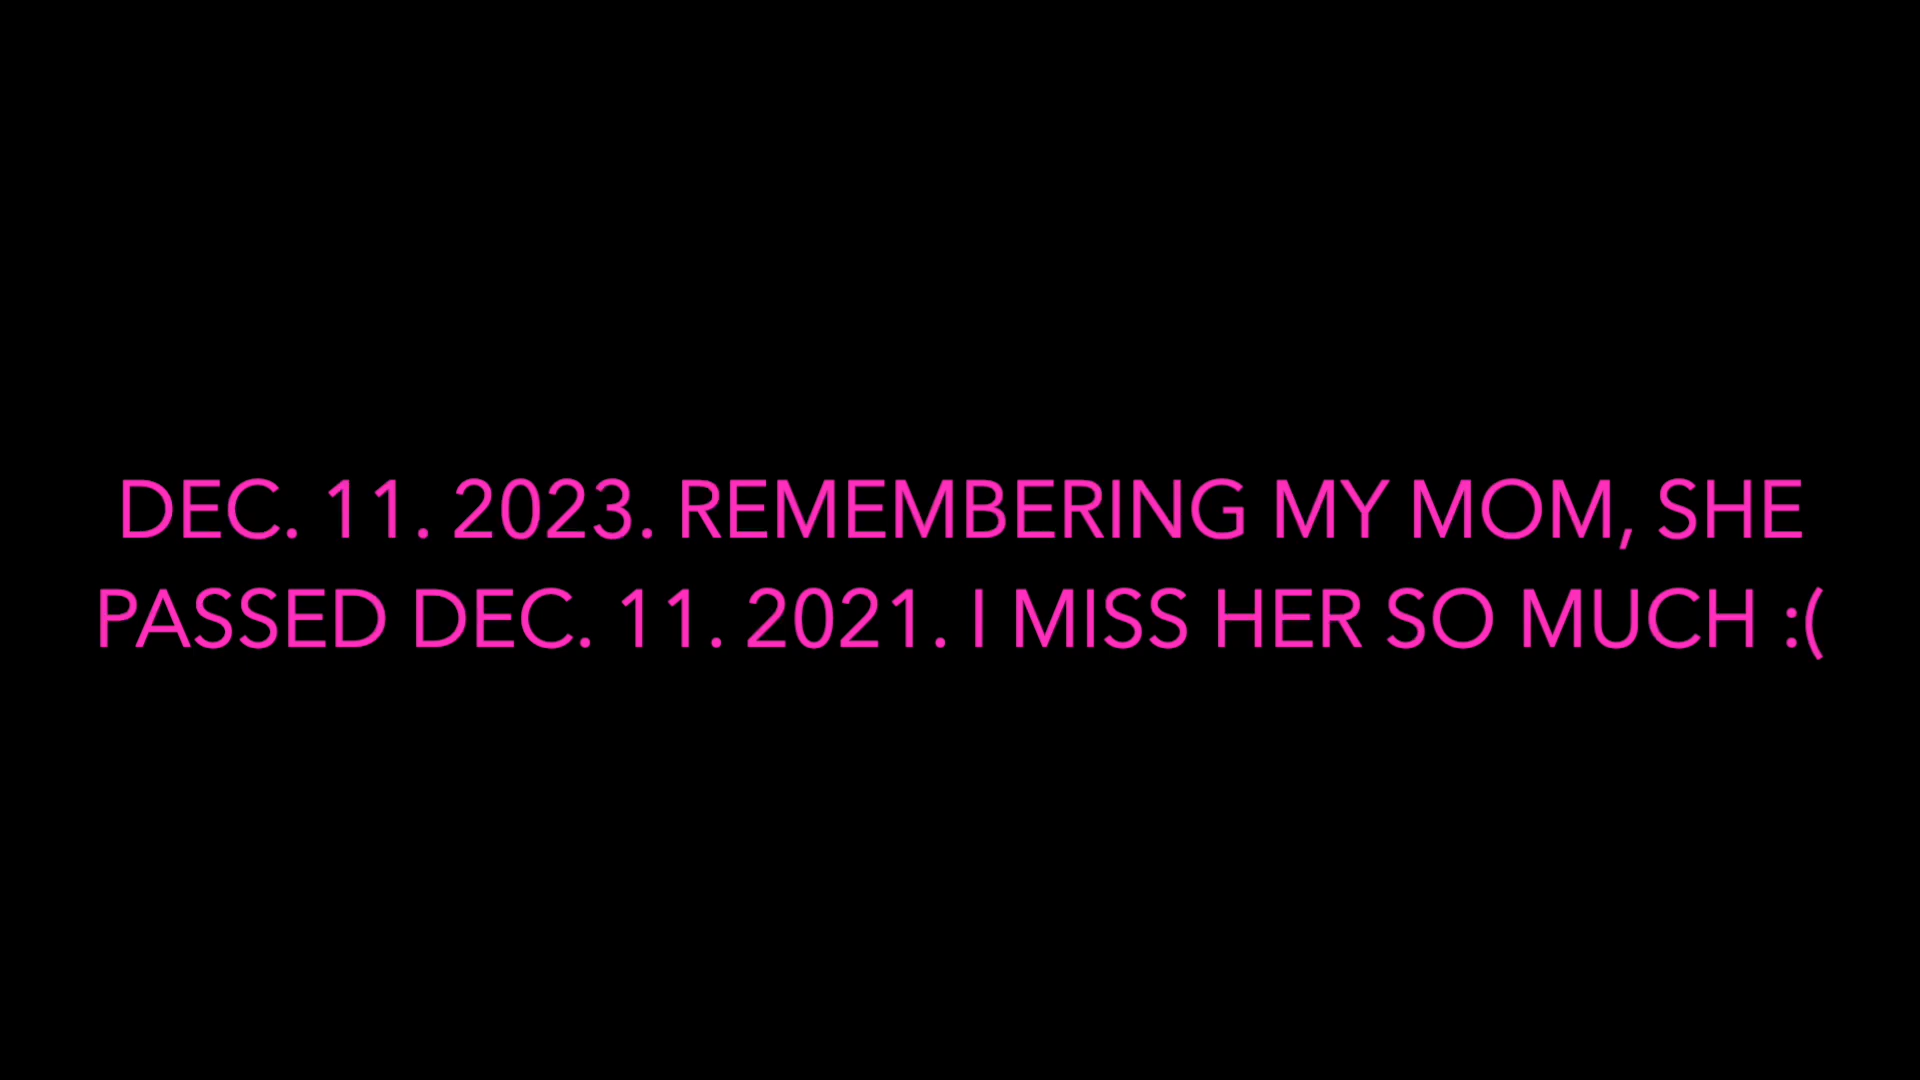 DEC. 11. 2023. REMEMBERING MY MOM, SHE
PASSED DEC. 11. 2021. I MISS HER SO MUCH :(